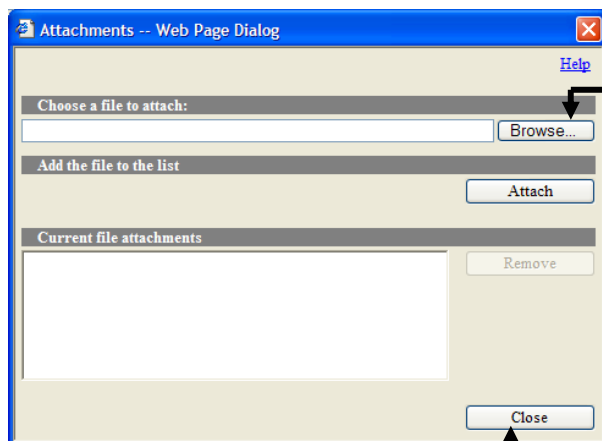 Attachments -- Web Page Dialog
Help
Choose a file to attach:
Browse...
Add the file to the list
Attach
Current file attachments
Remove
Close